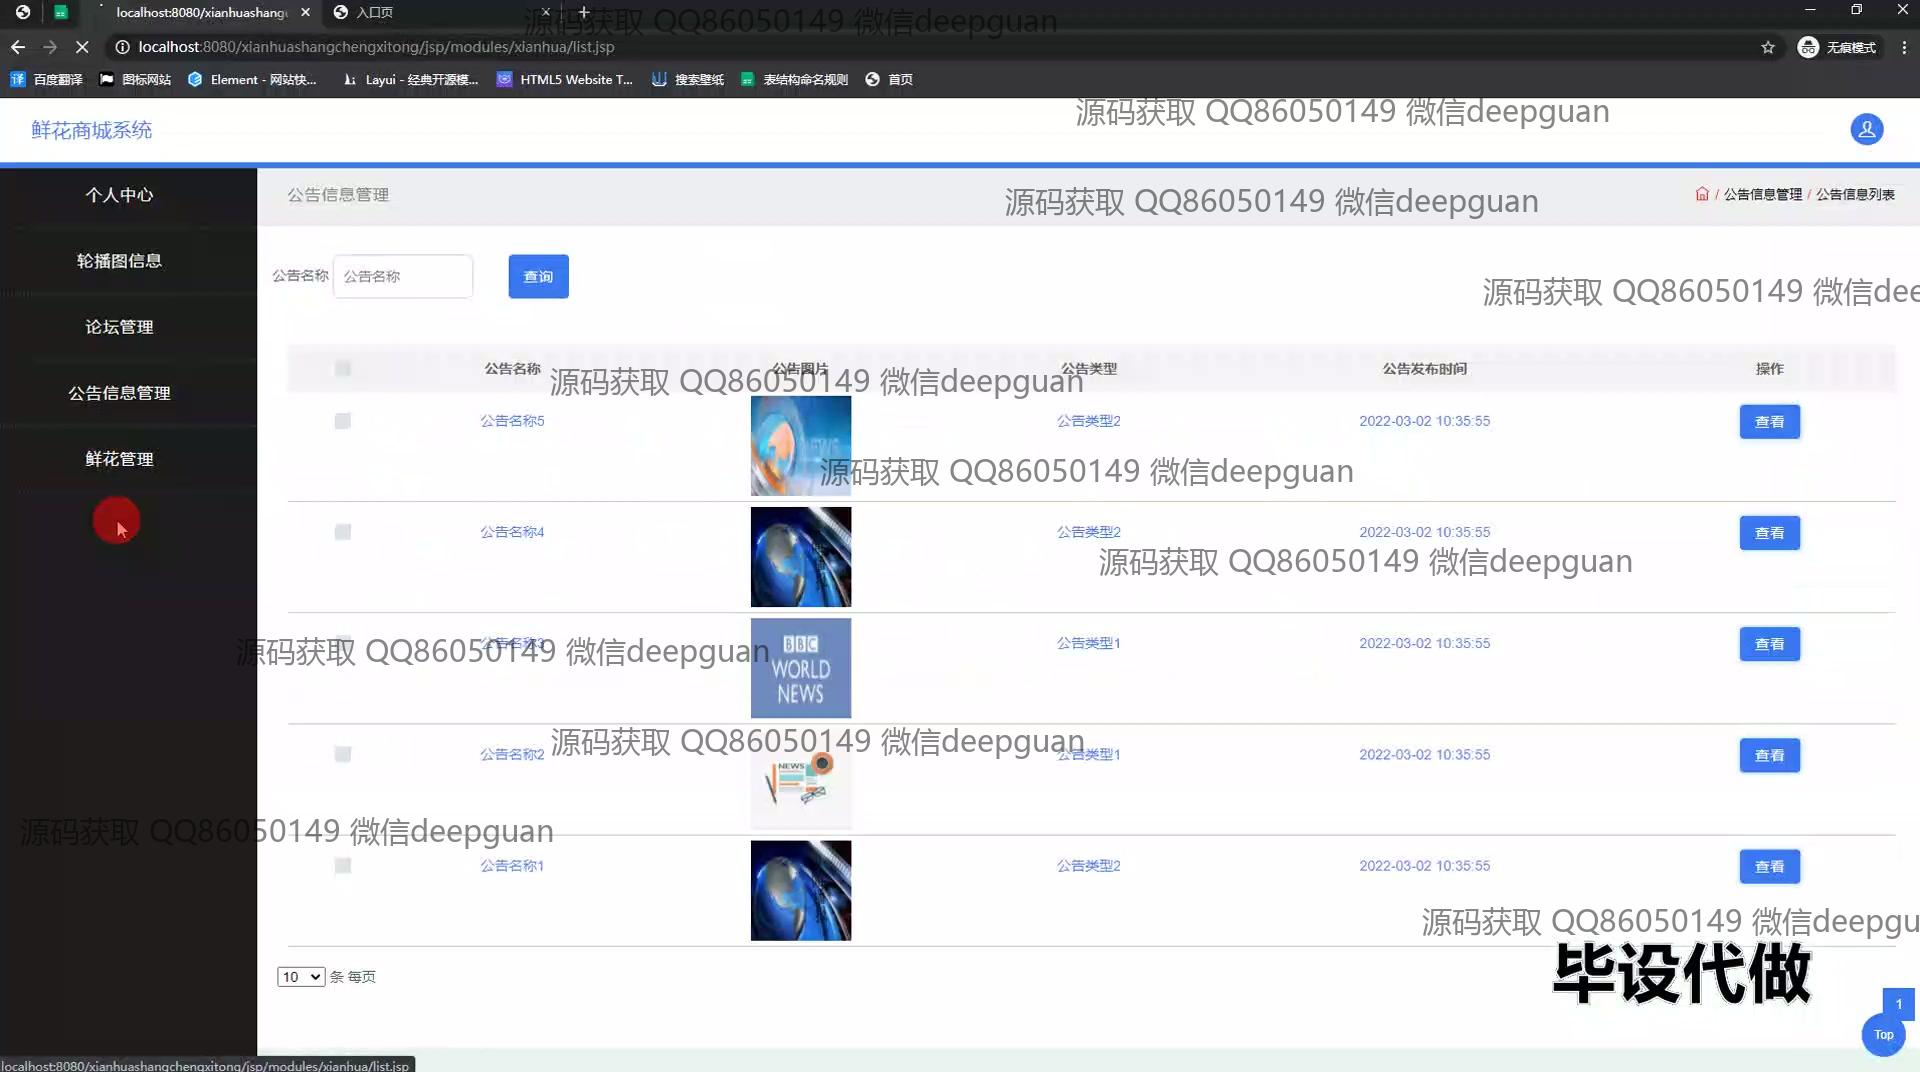 localhost:8080/xianhuashang
入口页
源码获取 QQ86050149 微信deepguan
localhost:8080/xianhuashangchengxitong/jsp/modules/xianhua/list.jsp
无痕模式
百度翻译
图标网站
Element - 网站快...
Layui - 经典开源模...
HTML5 Website T...
搜索壁纸
表结构命名规则
首页
源码获取 QQ86050149 微信deepguan
鲜花商城系统
个人中心
公告信息管理
源码获取 QQ86050149 微信deepguan
/ 公告信息管理 / 公告信息列表
轮播图信息
公告名称
公告名称
查询
源码获取 QQ86050149 微信dee
论坛管理
公告名称
公告图片
公告类型
公告发布时间
操作
源码获取 QQ86050149 微信deepguan
公告信息管理
公告名称5
NEWS
公告类型2
2022-03-02 10:35:55
查看
鲜花管理
源码获取 QQ86050149 微信deepguan
公告名称4
公告类型2
2022-03-02 10:35:55
查看
源码获取 QQ86050149 微信deepguan
公告名称3
BBC
WORLD
NEWS
公告类型1
2022-03-02 10:35:55
查看
源码获取 QQ86050149 微信deepguan
公告名称2
NEWS
公告类型1
2022-03-02 10:35:55
查看
源码获取 QQ86050149 微信deepguan
源码获取 QQ86050149 微信deepguan
公告名称1
公告类型2
2022-03-02 10:35:55
查看
源码获取 QQ86050149 微信deepgu
毕设代做
10 条 每页
1
Top
localhost:8080/xianhuashangchengxitong/jsp/modules/xianhua/list.jsp